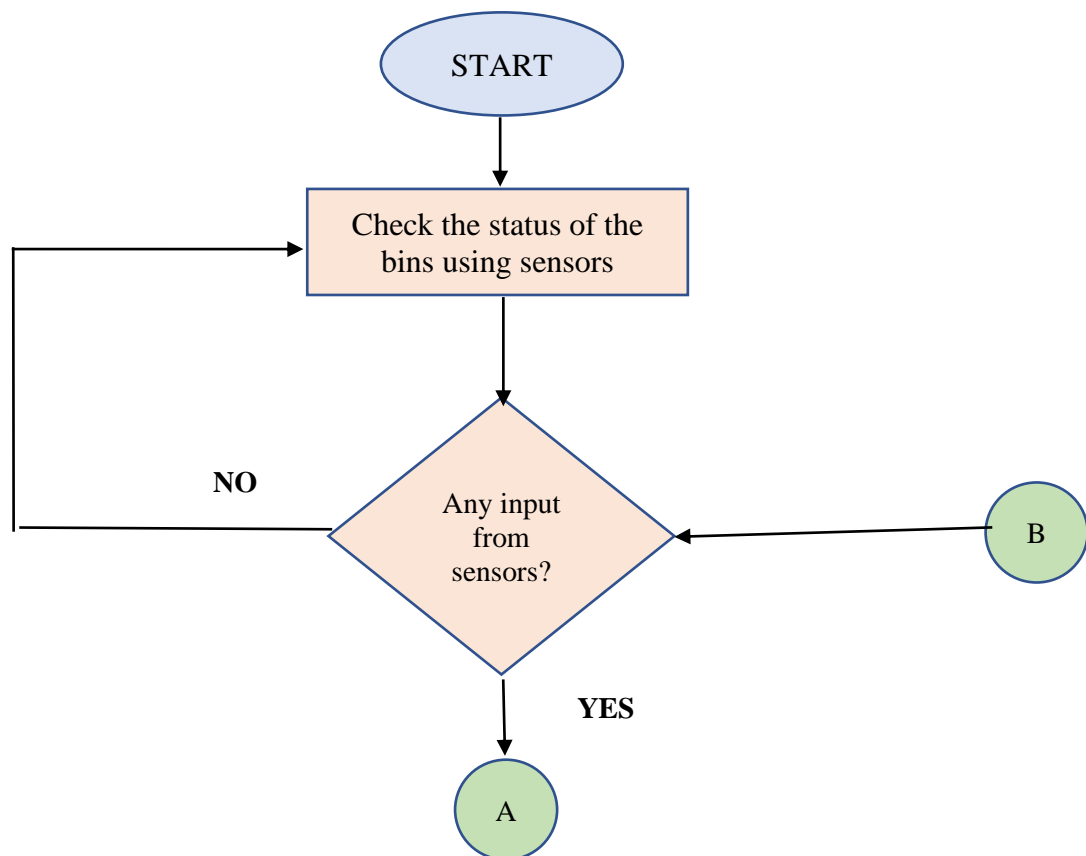 START
Check the status of the
bins using sensors
NO
Any input
from
sensors?
B
YES
A